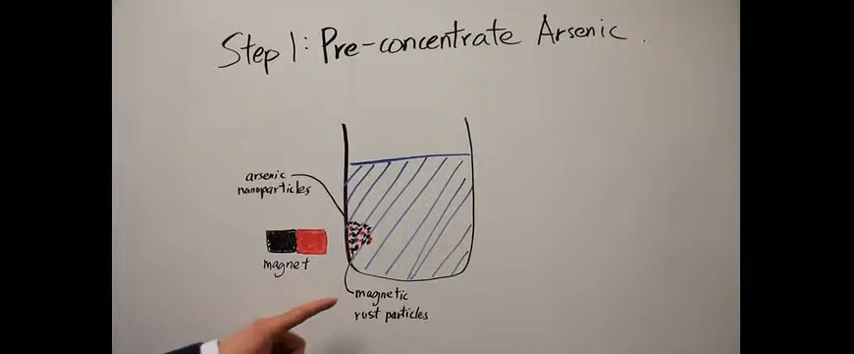 Step 1: Pre-concentrate Arsenic.
arsenic
nanoparticles
magnet
magnetic
rust particles